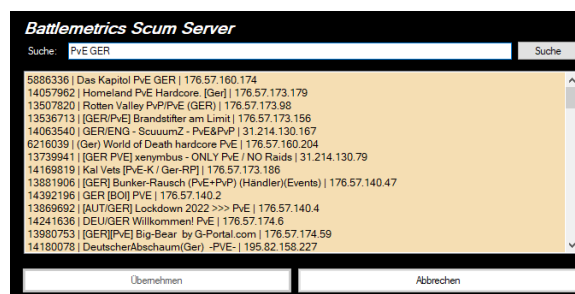 Battlemetrics Scum Server
Suche: PvE GER Suche
5886336 | Das Kapitol PvE GER | 176.57.160.174
14057962 | Homeland PvE Hardcore. [Ger] | 176.57.173.179
13507820 | Rotten Valley PvP/PvE (GER) | 176.57.173.98
13536713 | [GER/PvE] Brandstifter am Limit | 176.57.173.156
14063540 | GER/ENG - ScuuumZ - PvE&PvP | 31.214.130.167
6216039 | (Ger) World of Death hardcore PvE | 176.57.160.204
13739941 | [GER PVE] xenymbus - ONLY PvE / NO Raids | 31.214.130.79
14169819 | Kal Vets [PvE-K / Ger-RP] | 176.57.173.186
13881906 | [GER] Bunker-Rausch (PvE+PvP) (Händler)(Events) | 176.57.140.47
14392196 | GER [BOI] PVE | 176.57.140.2
13869692 | [AUT/GER] Lockdown 2022 >>> PvE | 176.57.140.4
14241636 | DEU/GER Willkommen! PvE | 176.57.174.6
13980753 | [GER][PvE] Big-Bear by G-Portal.com | 176.57.174.59
14180078 | DeutscherAbschaum(Ger) -PVE- | 195.82.158.227
Übernehmen Abbrechen